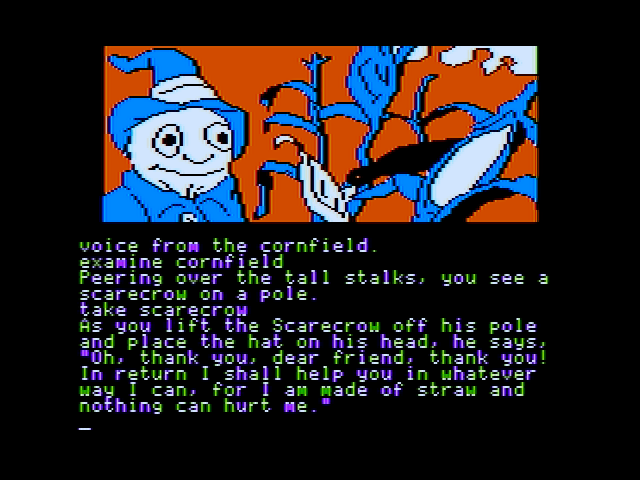 voice from the cornfield.
examine cornfield
Peering over the tall stalks, you see a
scarecrow on a pole.
take scarecrow
As you lift the Scarecrow off his pole
and place the hat on his head, he says,
"Oh, thank you, dear friend, thank you!
In return I shall help you in whatever
way I can, for I am made of straw and
nothing can hurt me."